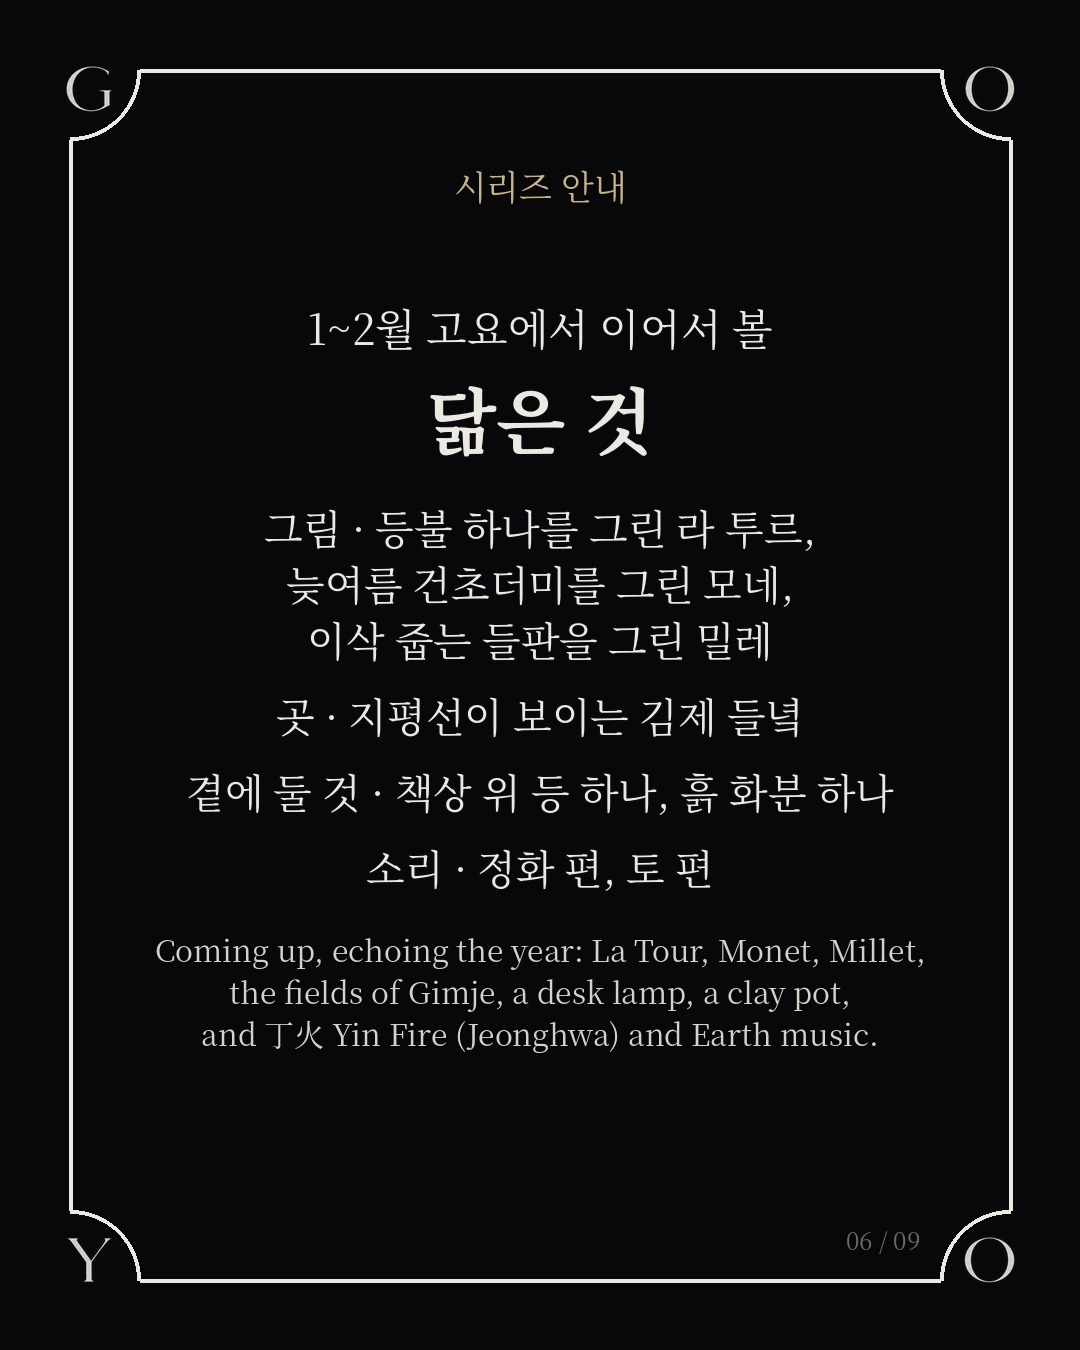 G O
시리즈 안내
1~2월 고요에서 이어서 볼
닮은 것
그림 · 등불 하나를 그린 라 투르,
늦여름 건초더미를 그린 모네,
이삭 줍는 들판을 그린 밀레
곳 · 지평선이 보이는 김제 들녘
곁에 둘 것 · 책상 위 등 하나, 흙 화분 하나
소리 · 정화 편, 토 편
Coming up, echoing the year: La Tour, Monet, Millet,
the fields of Gimje, a desk lamp, a clay pot,
and 丁火 Yin Fire (Jeonghwa) and Earth music.
06 / 09
Y O